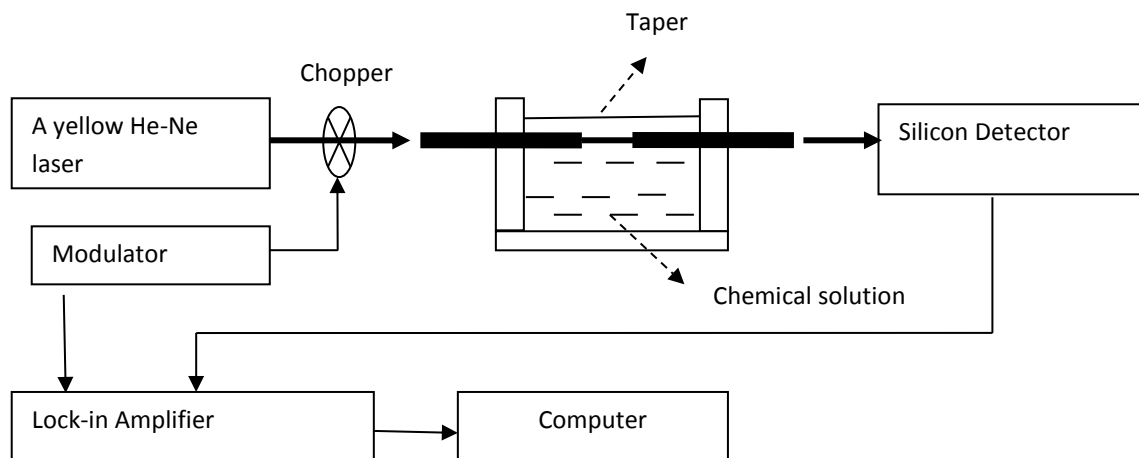 Taper
Chopper
A yellow He-Ne
laser
Silicon Detector
Modulator
Chemical solution
Lock-in Amplifier
Computer